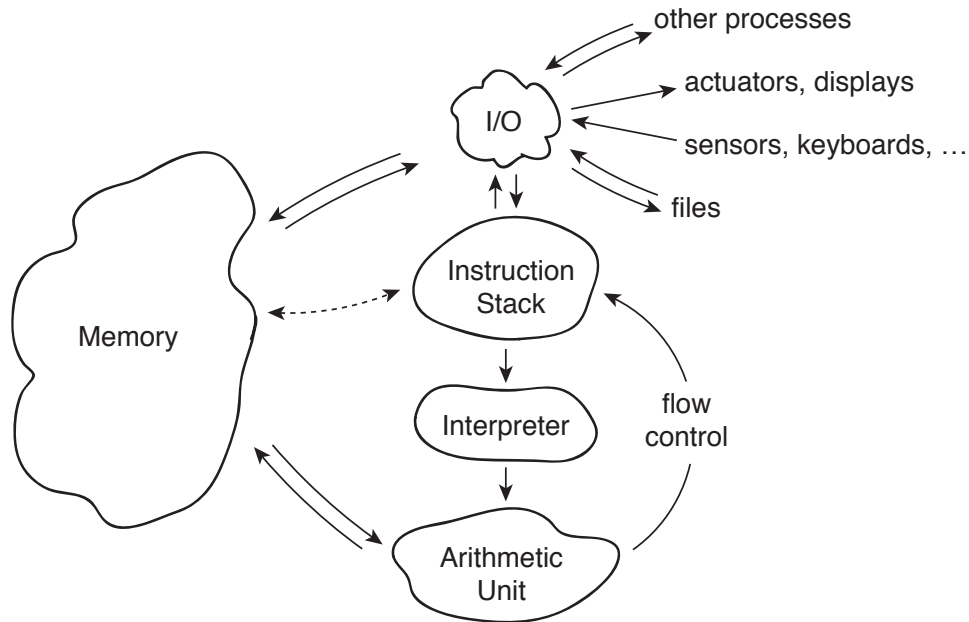 other processes
actuators, displays
I/O
sensors, keyboards, …
files
Instruction
Stack
Memory
Interpreter
flow
control
Arithmetic
Unit